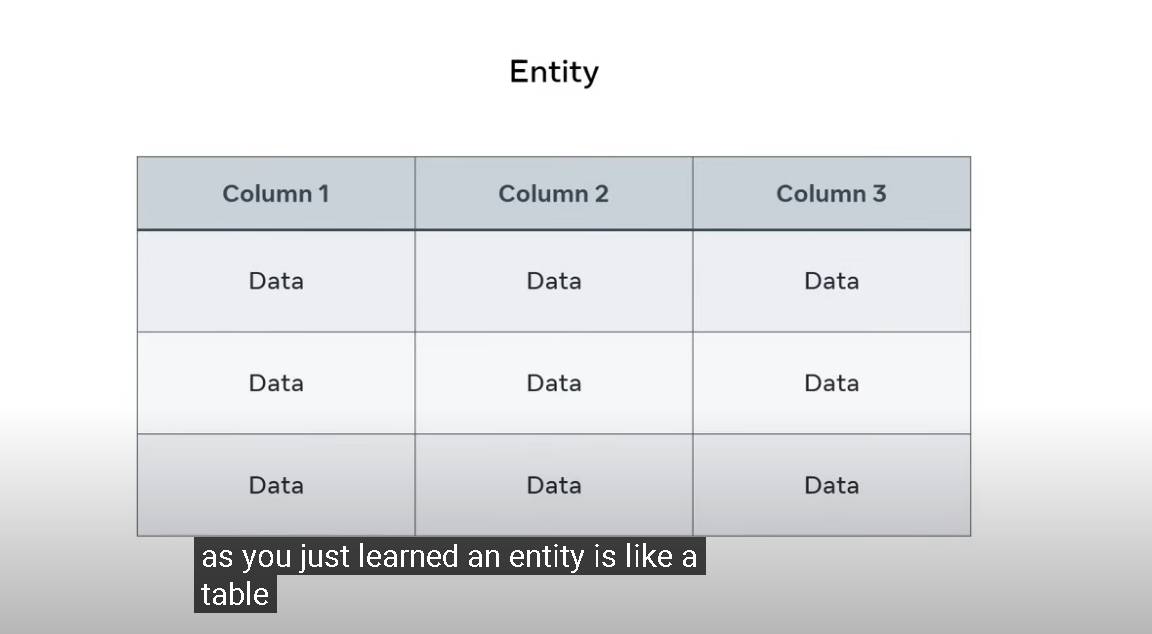 Entity
Column 1 Column 2 Column 3
Data Data Data
Data Data Data
Data Data Data
as you just learned an entity is like a
table